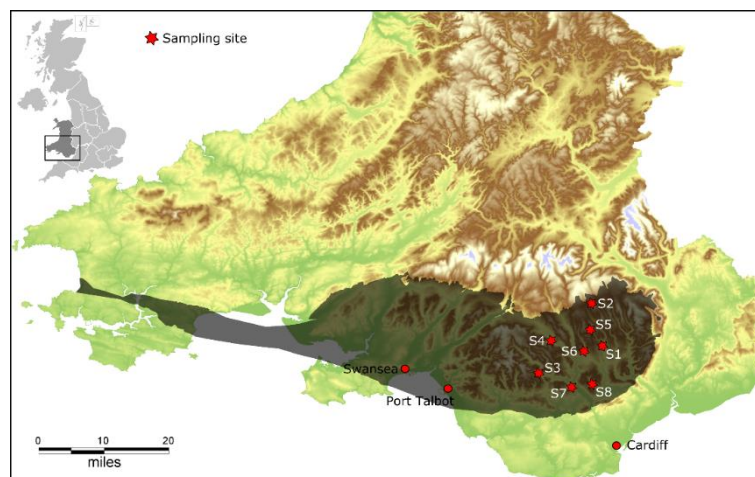 Sampling site
S2
S5
S4
S6
S1
S3
Swansea
S7
S8
Port Talbot
Cardiff
0 10 20
miles